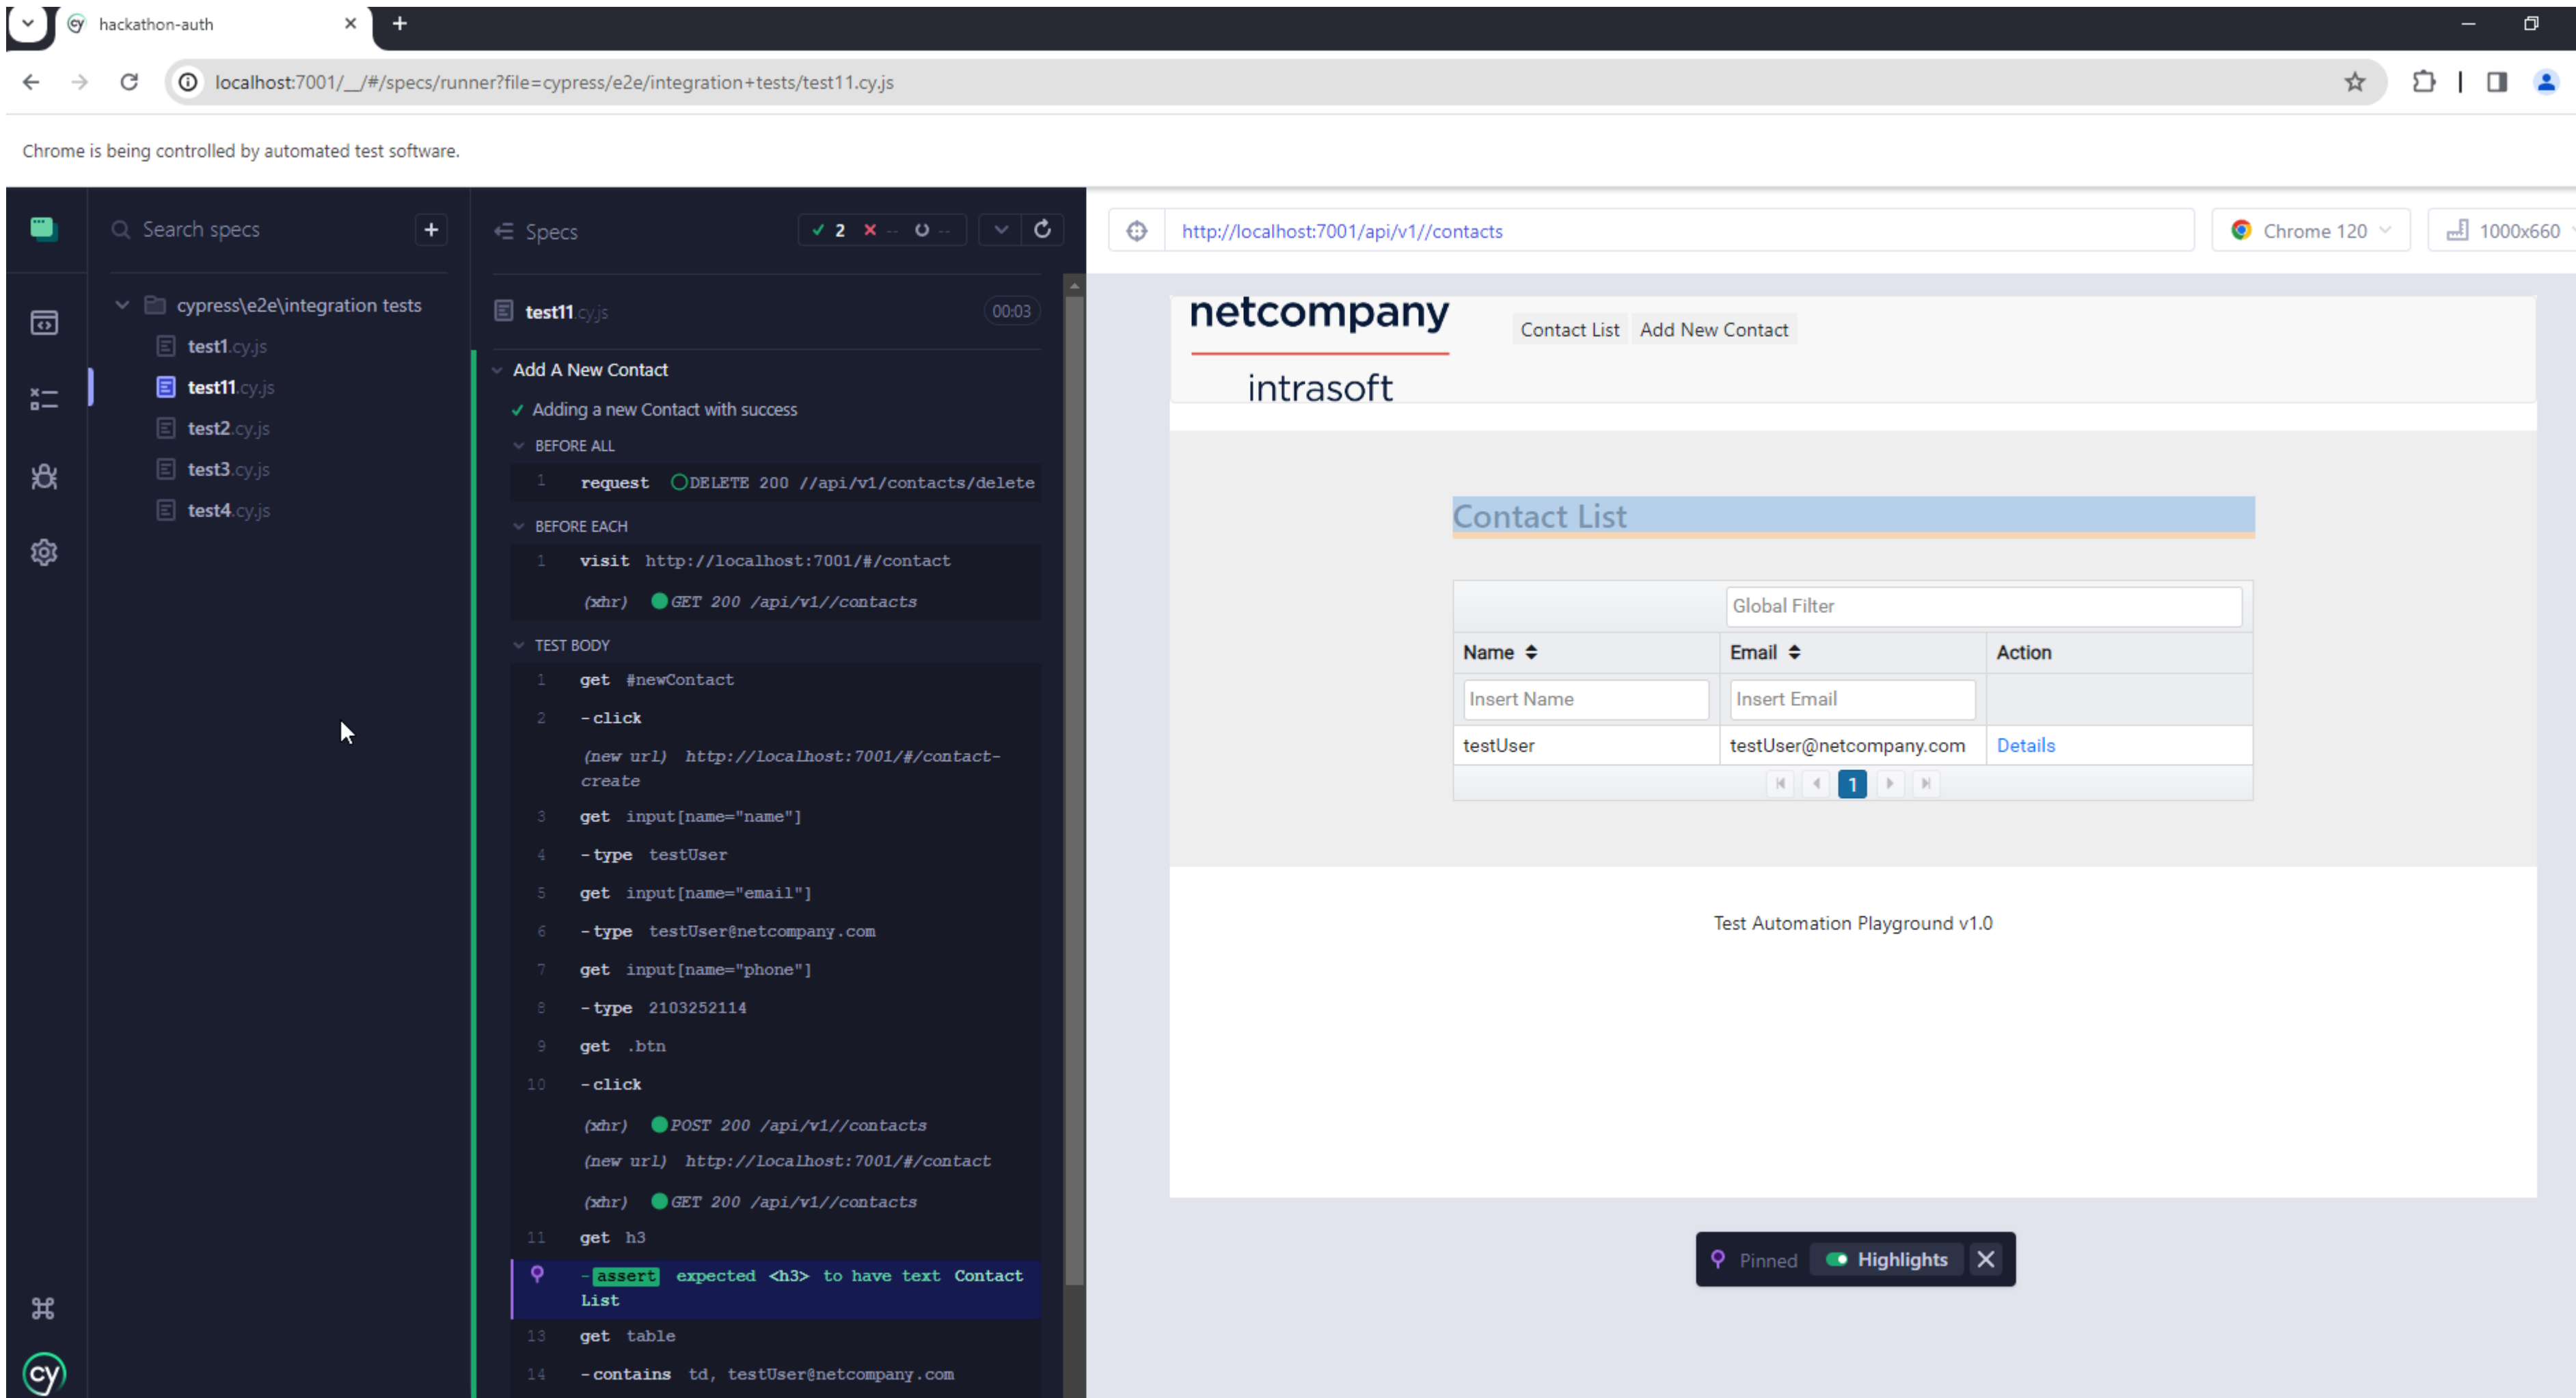 hackathon-auth
localhost:7001/__/#/specs/runner?file=cypress/e2e/integration+tests/test11.cy.js
Chrome is being controlled by automated test software.
Search specs
+
cypress\e2e\integration tests
test1.cy.js
test11.cy.js
test2.cy.js
test3.cy.js
test4.cy.js
cy
Specs
2 -- --
test11.cy.js 00:03
Add A New Contact
Adding a new Contact with success
BEFORE ALL
1 request DELETE 200 //api/v1/contacts/delete
BEFORE EACH
1 visit http://localhost:7001/#/contact
(xhr) GET 200 /api/v1//contacts
TEST BODY
1 get #newContact
2 -click
(new url) http://localhost:7001/#/contact-
create
3 get input[name="name"]
4 -type testUser
5 get input[name="email"]
6 -type testUser@netcompany.com
7 get input[name="phone"]
8 -type 2103252114
9 get .btn
10 -click
(xhr) POST 200 /api/v1//contacts
(new url) http://localhost:7001/#/contact
(xhr) GET 200 /api/v1//contacts
11 get h3
-assert expected <h3> to have text Contact
List
13 get table
14 -contains td, testUser@netcompany.com
http://localhost:7001/api/v1//contacts
Chrome 120
1000x660
netcompany
intrasoft
Contact List Add New Contact
Contact List
Global Filter
Name Email Action
Insert Name Insert Email
testUser testUser@netcompany.com Details
1
Test Automation Playground v1.0
Pinned Highlights